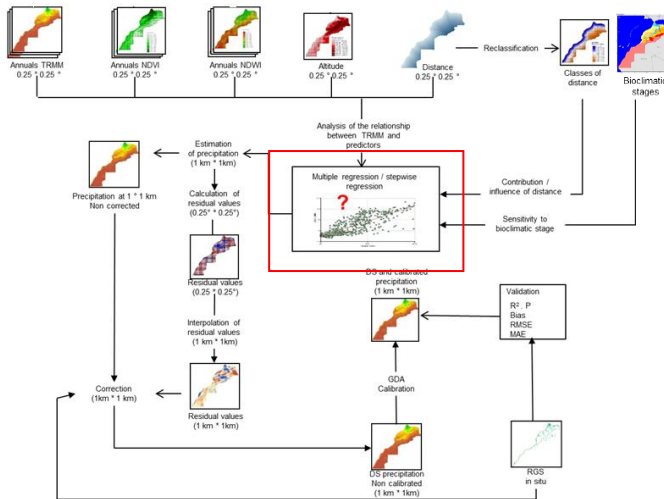 Annuals TRMM
0.25 ° 0.25 °
Annuals NDVI
0.25 ° 0.25 °
Annuals NDWI
0.25 ° 0.25 °
Altitude
0.25 ° 0.25 °
Distance
0.25 ° 0.25 °
Reclassification
Classes of
distance
Bioclimatic
stages
Analysis of the relationship
between TRMM and
predictors
Estimation
of precipitation
(1 km * 1km)
Precipitation at 1 * 1 km
Non corrected
Multiple regression / stepwise
regression
?
Contribution /
influence of distance
Sensitivity to
bioclimatic stage
Calculation of
residual values
(0.25° * 0.25°)
Residual values
(0.25 * 0.25°)
Interpolation of
residual values
(1 km * 1km)
Residual values
(1 km * 1km)
Correction
(1km * 1 km)
DS and calibrated
precipitation
(1 km * 1km)
Validation
R² . P
Bias
RMSE
MAE
GDA
Calibration
DS precipitation
Non calibrated
(1 km * 1km)
RGS
in situ